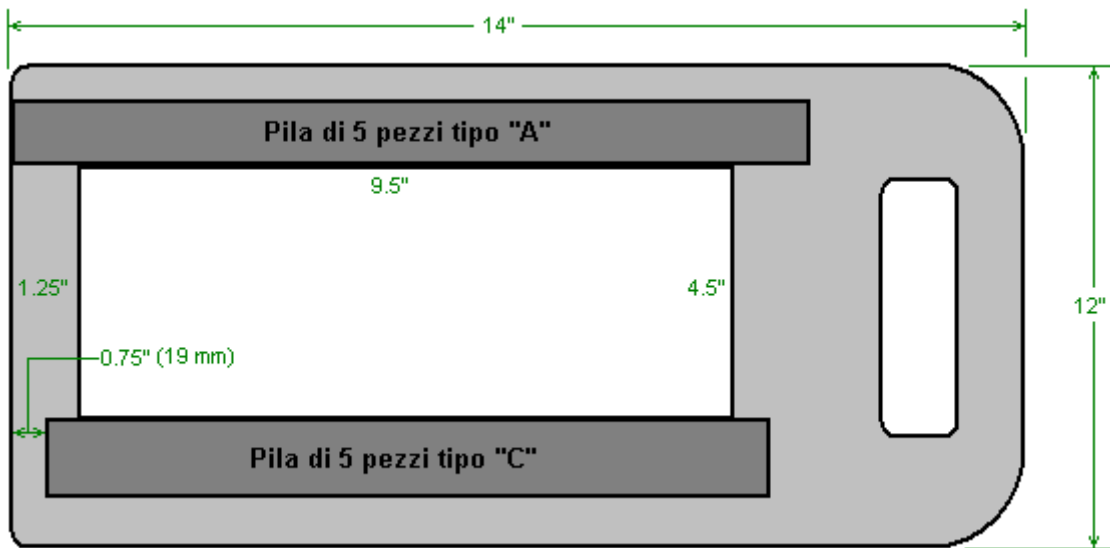 14"
Pila di 5 pezzi tipo "A"
9.5"
1.25"
4.5"
12"
0.75" (19 mm)
Pila di 5 pezzi tipo "C"